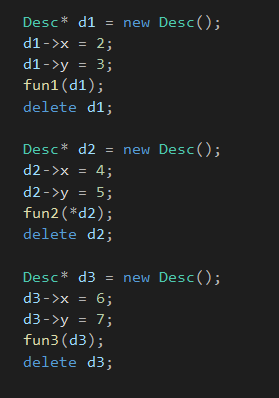 Desc* d1 = new Desc();
d1->x = 2;
d1->y = 3;
fun1(d1);
delete d1;
Desc* d2 = new Desc();
d2->x = 4;
d2->y = 5;
fun2(*d2);
delete d2;
Desc* d3 = new Desc();
d3->x = 6;
d3->y = 7;
fun3(d3);
delete d3;